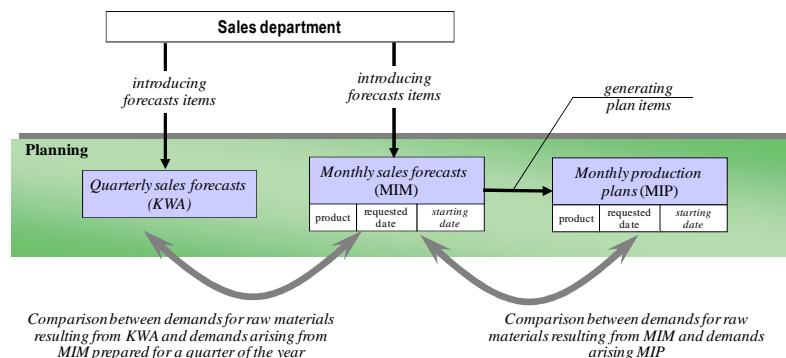 Sales department
introducing
forecasts items
introducing
forecasts items
generating
plan items
Planning
Quarterly sales forecasts
(KWA)
Monthly sales forecasts
(MIM)
product
requested
date
starting
date
Monthly production
plans (MIP)
product
requested
date
starting
date
Comparison between demands for raw materials
resulting from KWA and demands arising from
MIM prepared for a quarter of the year
Comparison between demands for raw
materials resulting from MIM and demands
arising MIP